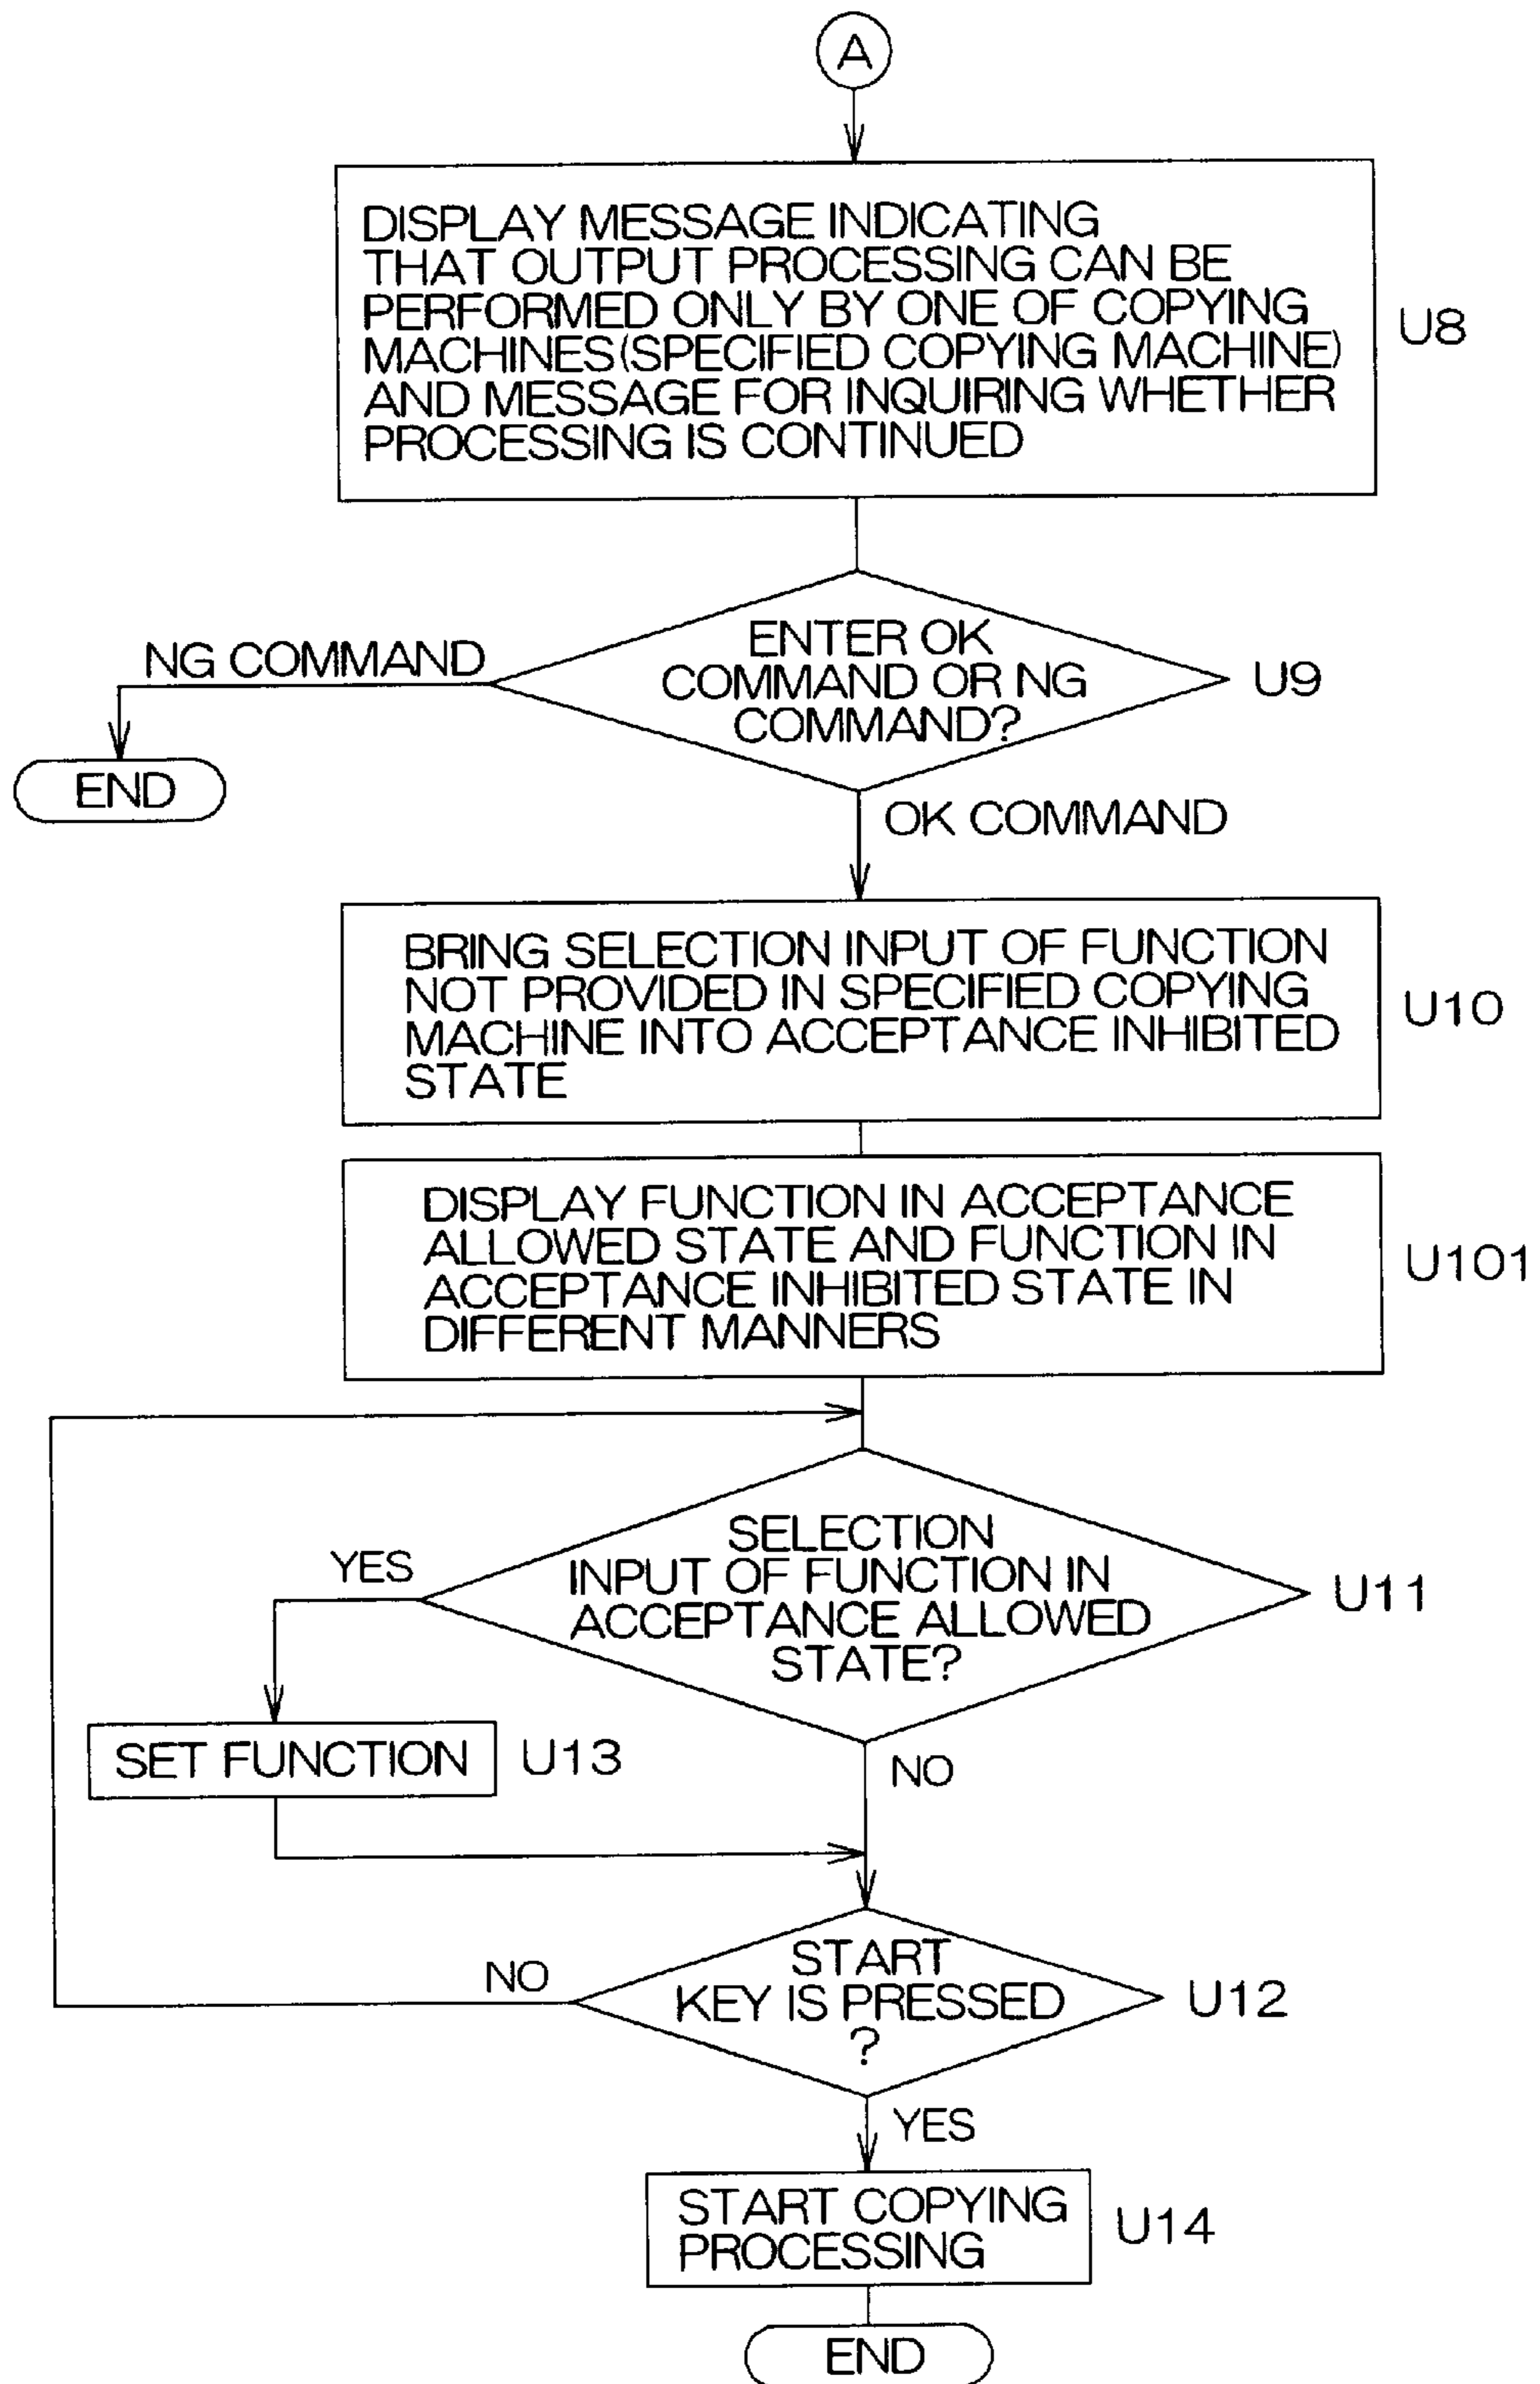 A
DISPLAY MESSAGE INDICATING
THAT OUTPUT PROCESSING CAN BE
PERFORMED ONLY BY ONE OF COPYING
MACHINES(SPECIFIED COPYING MACHINE)
AND MESSAGE FOR INQUIRING WHETHER
PROCESSING IS CONTINUED
U8
NG COMMAND
ENTER OK
COMMAND OR NG
COMMAND?
U9
END
OK COMMAND
BRING SELECTION INPUT OF FUNCTION
NOT PROVIDED IN SPECIFIED COPYING
MACHINE INTO ACCEPTANCE INHIBITED
STATE
U10
DISPLAY FUNCTION IN ACCEPTANCE
ALLOWED STATE AND FUNCTION IN
ACCEPTANCE INHIBITED STATE IN
DIFFERENT MANNERS
U101
YES
SELECTION
INPUT OF FUNCTION IN
ACCEPTANCE ALLOWED
STATE?
U11
SET FUNCTION
U13
NO
NO
START
KEY IS PRESSED
?
U12
YES
START COPYING
PROCESSING
U14
END